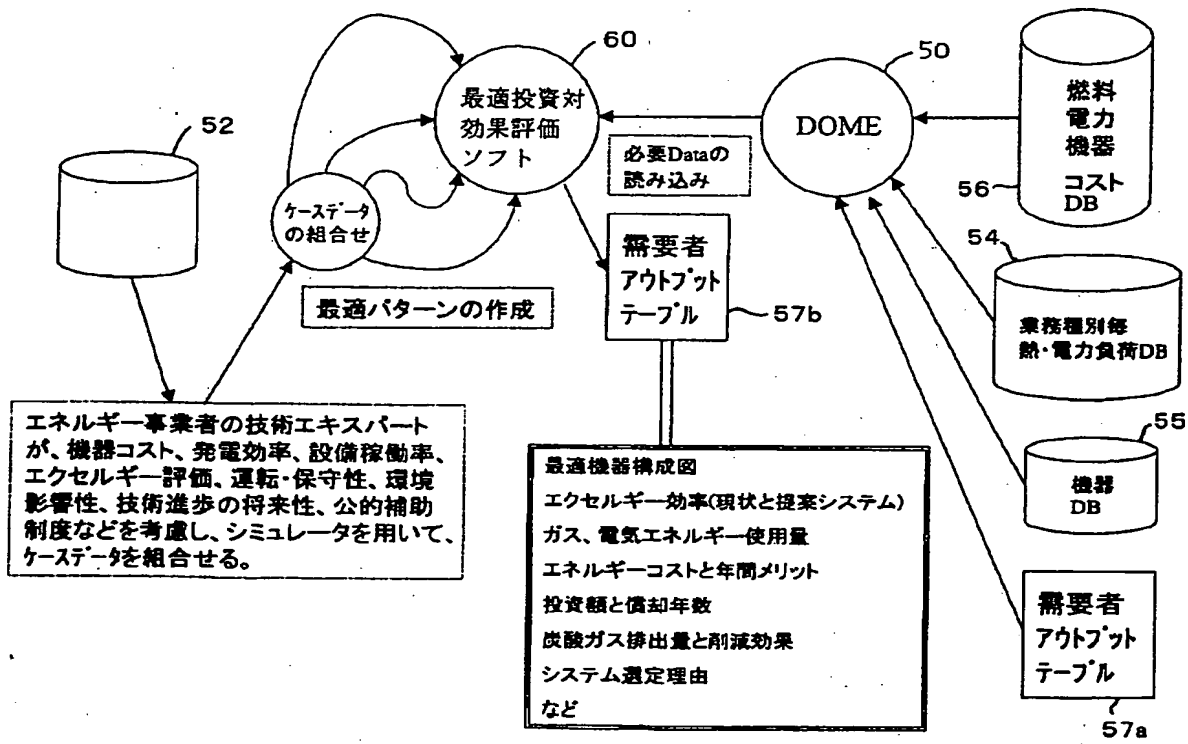 52
ケースデータ
の組合せ
最適パターンの作成
60
最適投資対
効果評価
ソフト
必要Dataの
読み込み
50
DOME
燃料
電力
機器
コスト
DB
56
54
業務種別毎
熱・電力負荷DB
55
機器
DB
需要者
アウトプット
テーブル
57a
需要者
アウトプット
テーブル
57b
エネルギー事業者の技術エキスパート
が、機器コスト、発電効率、設備稼働率、
エクセルギー評価、運転・保守性、環境
影響性、技術進歩の将来性、公的補助
制度などを考慮し、シミュレータを用いて、
ケースデータを組合せる。
最適機器構成図
エクセルギー効率(現状と提案システム)
ガス、電気エネルギー使用量
エネルギーコストと年間メリット
投資額と償却年数
炭酸ガス排出量と削減効果
システム選定理由
など